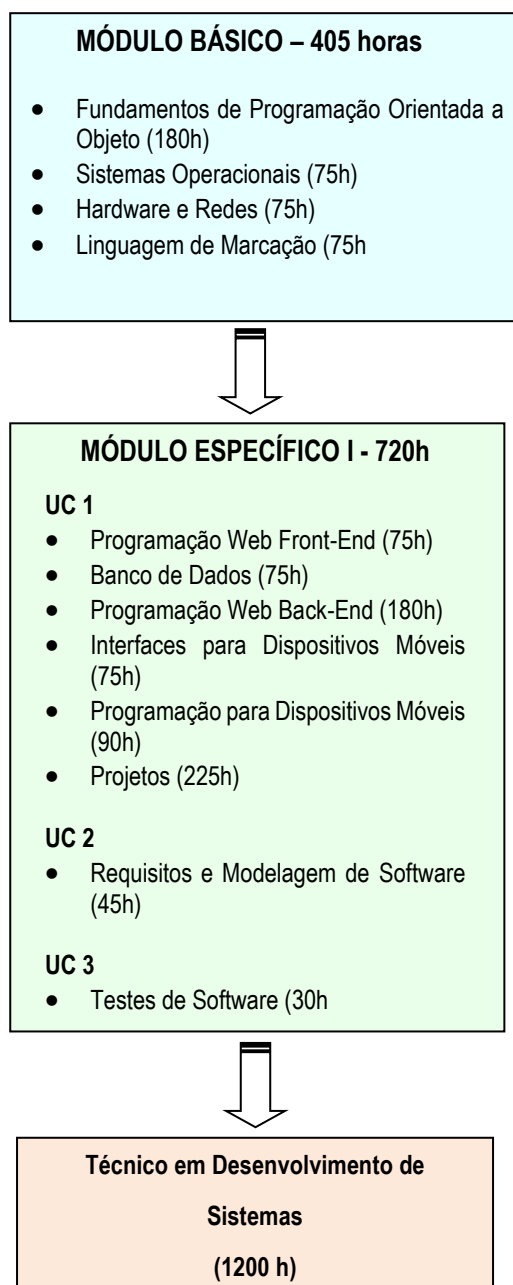 MÓDULO BÁSICO – 405 horas
● Fundamentos de Programação Orientada a
Objeto (180h)
● Sistemas Operacionais (75h)
● Hardware e Redes (75h)
● Linguagem de Marcação (75h
MÓDULO ESPECÍFICO I - 720h
UC 1
● Programação Web Front-End (75h)
● Banco de Dados (75h)
● Programação Web Back-End (180h)
● Interfaces para Dispositivos Móveis
(75h)
● Programação para Dispositivos Móveis
(90h)
● Projetos (225h)
UC 2
● Requisitos e Modelagem de Software
(45h)
UC 3
● Testes de Software (30h
Técnico em Desenvolvimento de
Sistemas
(1200 h)